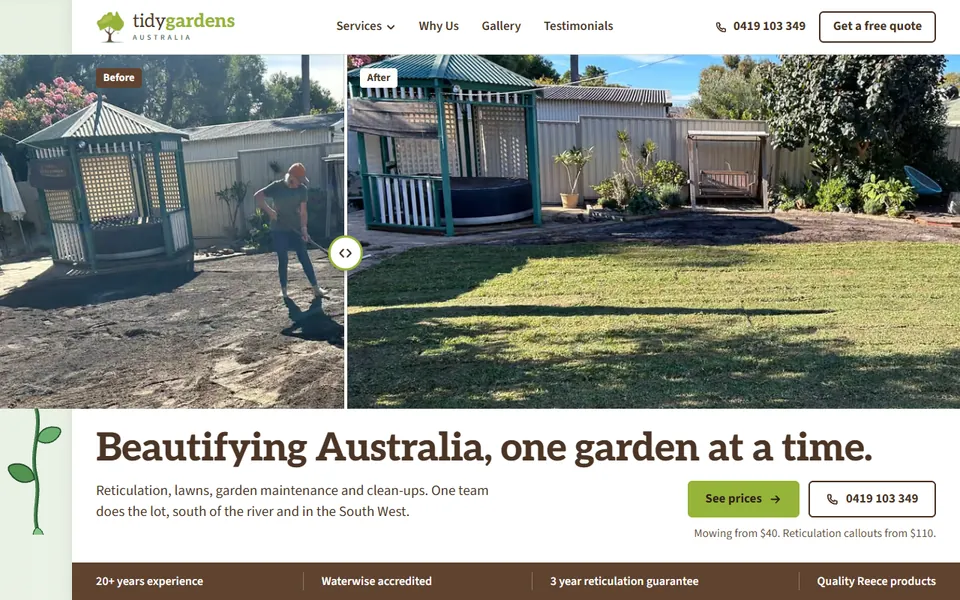 tidygardens
AUSTRALIA
Services
Why Us
Gallery
Testimonials
0419 103 349
Get a free quote
Before
After
Beautifying Australia, one garden at a time.
Reticulation, lawns, garden maintenance and clean-ups. One team
does the lot, south of the river and in the South West.
See prices
0419 103 349
Mowing from $40. Reticulation callouts from $110.
20+ years experience
Waterwise accredited
3 year reticulation guarantee
Quality Reece products